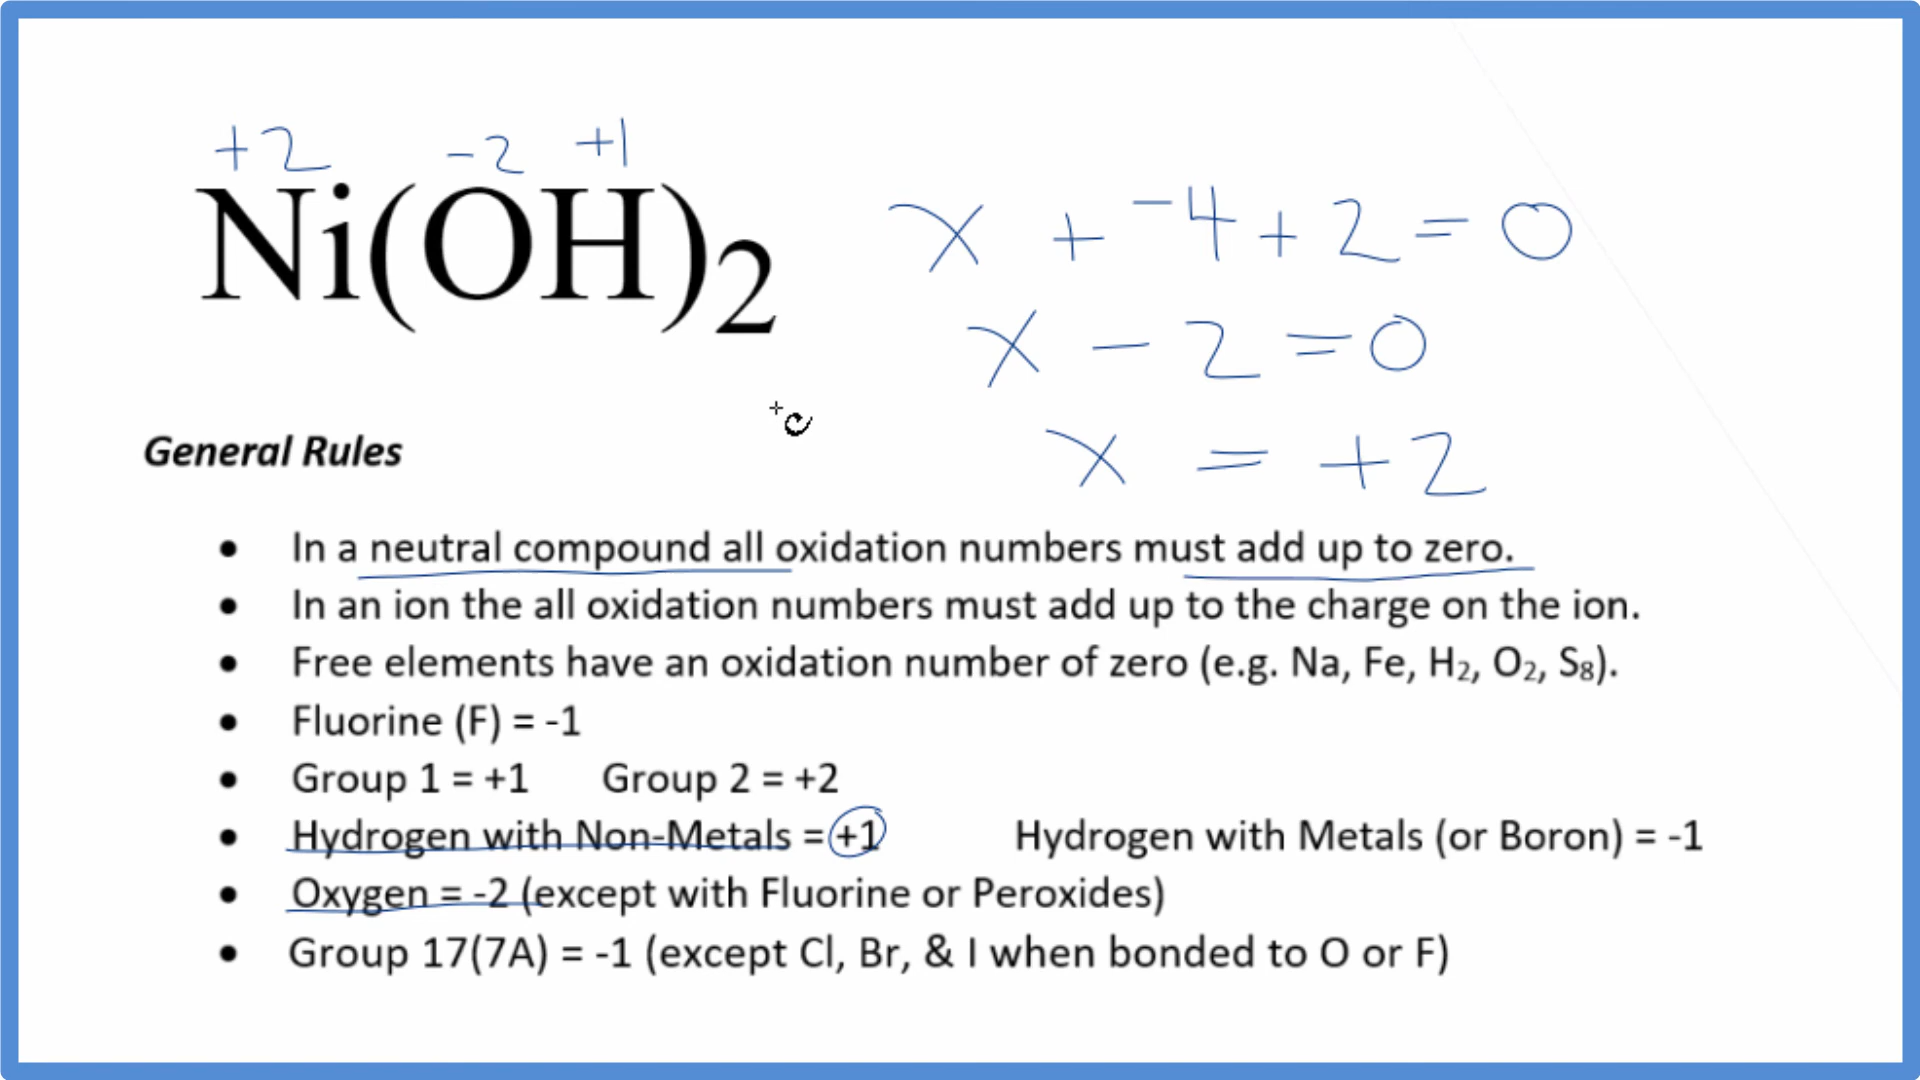 +2 -2 +1
Ni(OH)₂
x + -4 + 2 = 0
x - 2 = 0
x = +2
General Rules
• In a neutral compound all oxidation numbers must add up to zero.
• In an ion the all oxidation numbers must add up to the charge on the ion.
• Free elements have an oxidation number of zero (e.g. Na, Fe, H₂, O₂, S₈).
• Fluorine (F) = -1
• Group 1 = +1 Group 2 = +2
• Hydrogen with Non-Metals = +1 Hydrogen with Metals (or Boron) = -1
• Oxygen = -2 (except with Fluorine or Peroxides)
• Group 17(7A) = -1 (except Cl, Br, & I when bonded to O or F)